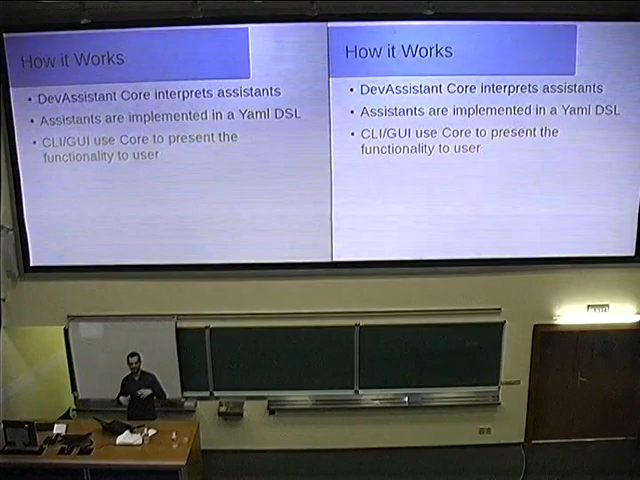 How it Works
DevAssistant Core interprets assistants
Assistants are implemented in a Yaml DSL
CLI/GUI use Core to present the
functionality to user
How it Works
DevAssistant Core interprets assistants
Assistants are implemented in a Yaml DSL
CLI/GUI use Core to present the
functionality to user